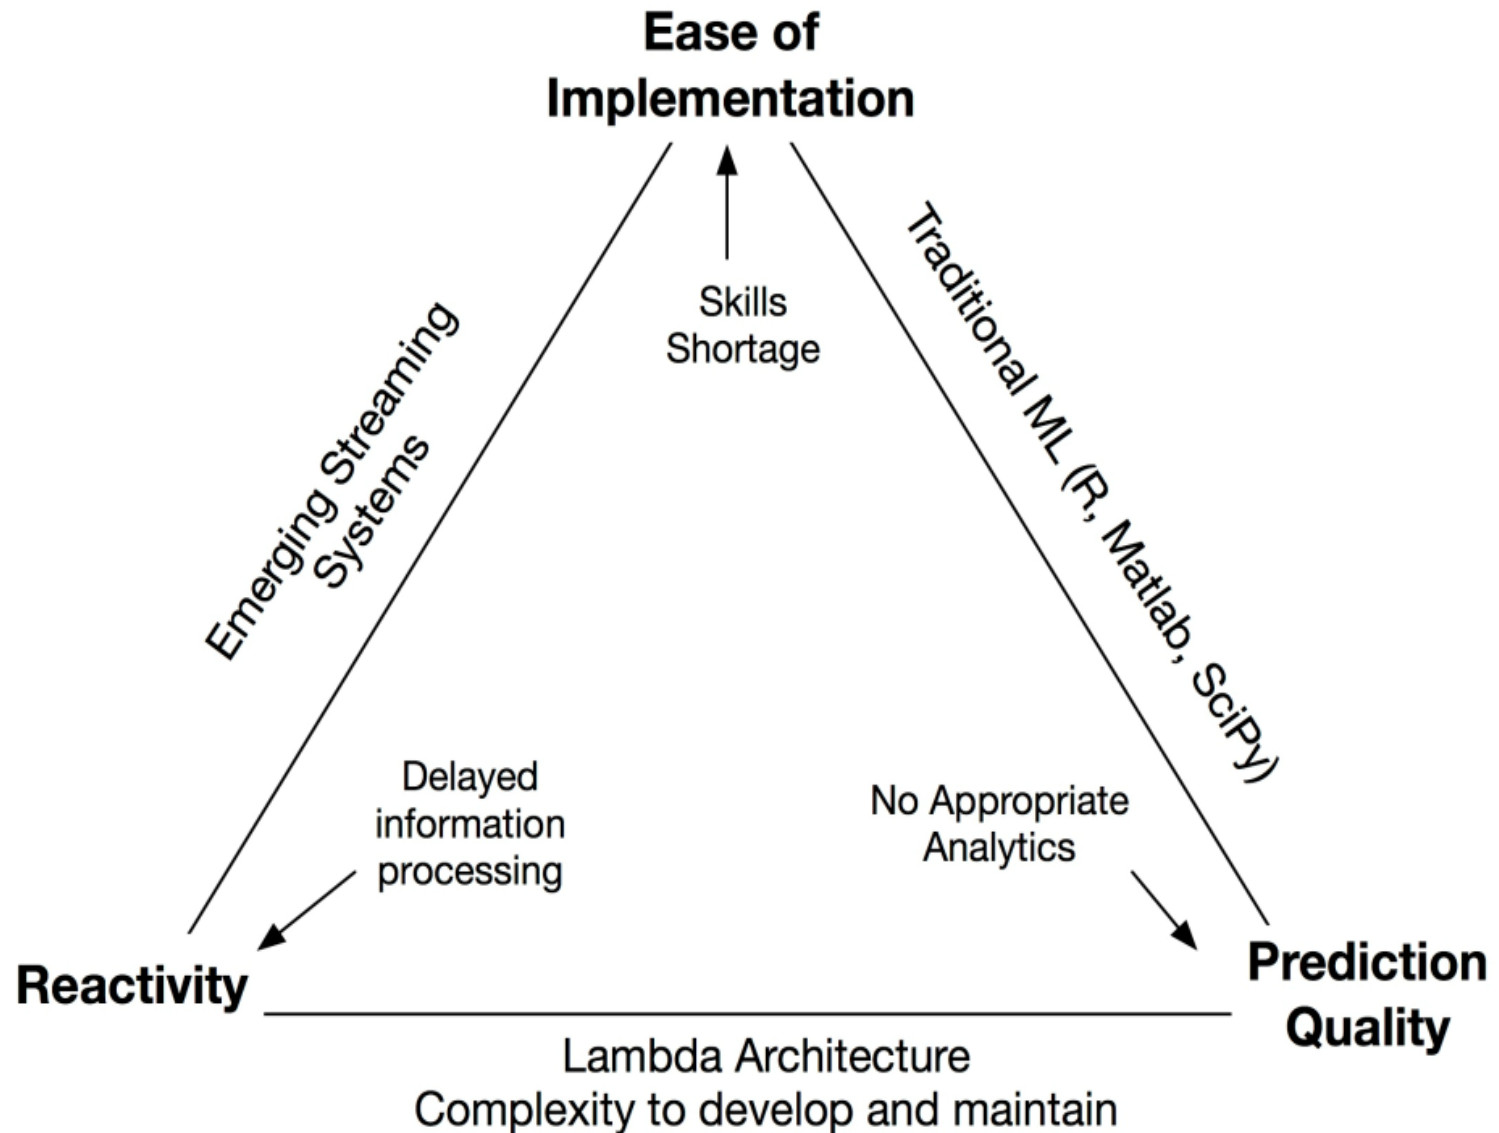 Ease of
Implementation
Skills
Shortage
Emerging Streaming
Systems
Traditional ML (R, Matlab, SciPy)
Delayed
information
processing
No Appropriate
Analytics
Reactivity
Prediction
Quality
Lambda Architecture
Complexity to develop and maintain